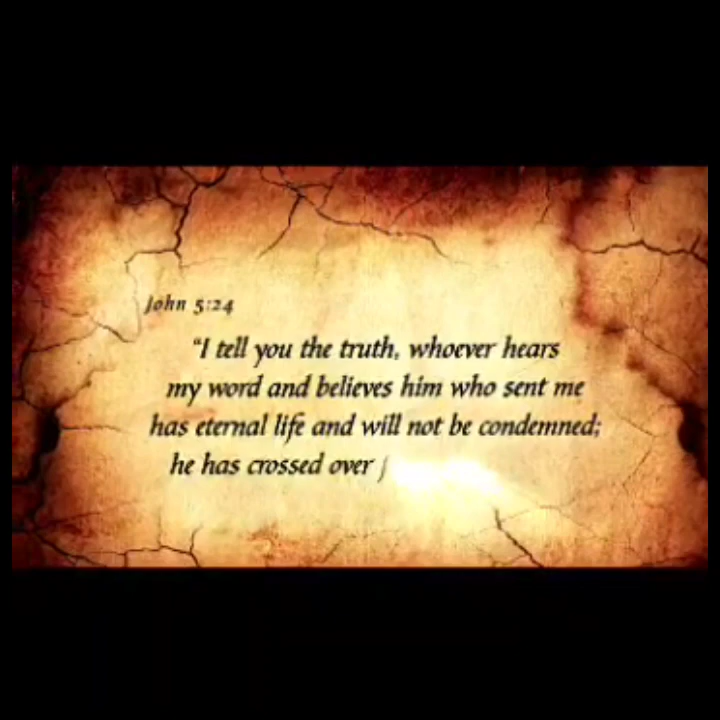 John 5:24
"I tell you the truth, whoever hears
my word and believes him who sent me
has eternal life and will not be condemned;
he has crossed over